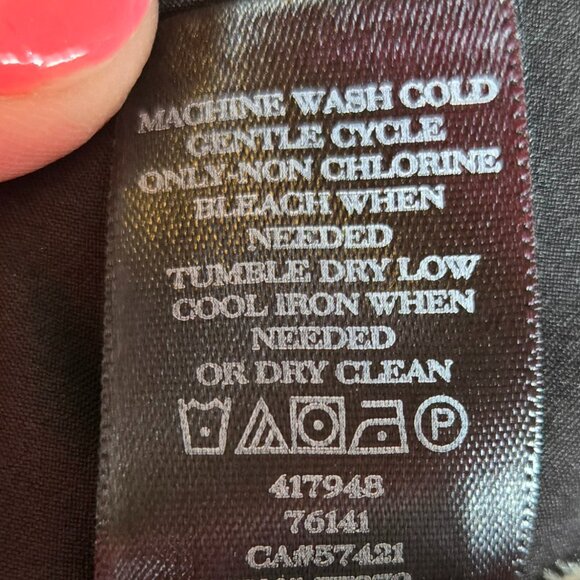 MACHINE WASH COLD
GENTLE CYCLE
ONLY-NON CHLORINE
BLEACH WHEN
NEEDED
TUMBLE DRY LOW
COOL IRON WHEN
NEEDED
OR DRY CLEAN
P
417948
76141
CA#57421